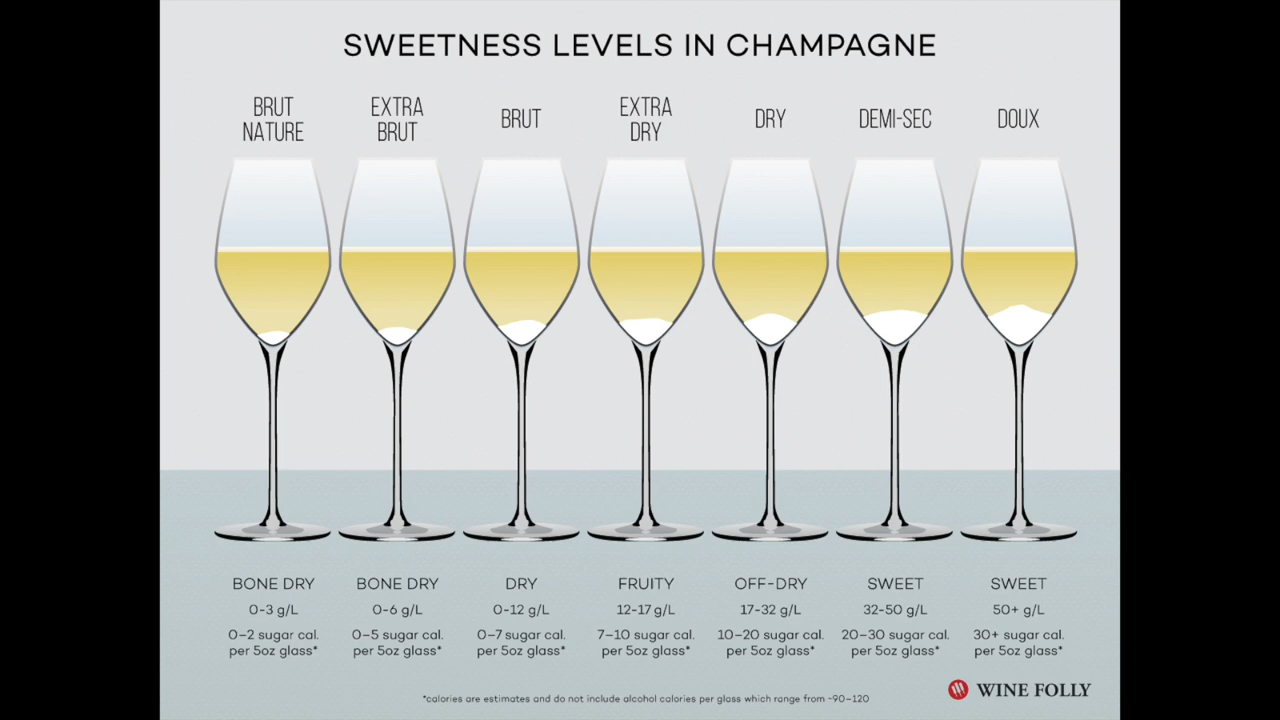 SWEETNESS LEVELS IN CHAMPAGNE
BRUT
NATURE
EXTRA
BRUT
BRUT
EXTRA
DRY
DRY
DEMI-SEC
DOUX
BONE DRY
0-3 g/L
0–2 sugar cal.
per 5oz glass*
BONE DRY
0-6 g/L
0–5 sugar cal.
per 5oz glass*
DRY
0-12 g/L
0–7 sugar cal.
per 5oz glass*
FRUITY
12-17 g/L
7–10 sugar cal.
per 5oz glass*
OFF-DRY
17-32 g/L
10–20 sugar cal.
per 5oz glass*
SWEET
32-50 g/L
20–30 sugar cal.
per 5oz glass*
SWEET
50+ g/L
30+ sugar cal.
per 5oz glass*
WINE FOLLY
*calories are estimates and do not include alcohol calories per glass which range from ~90–120